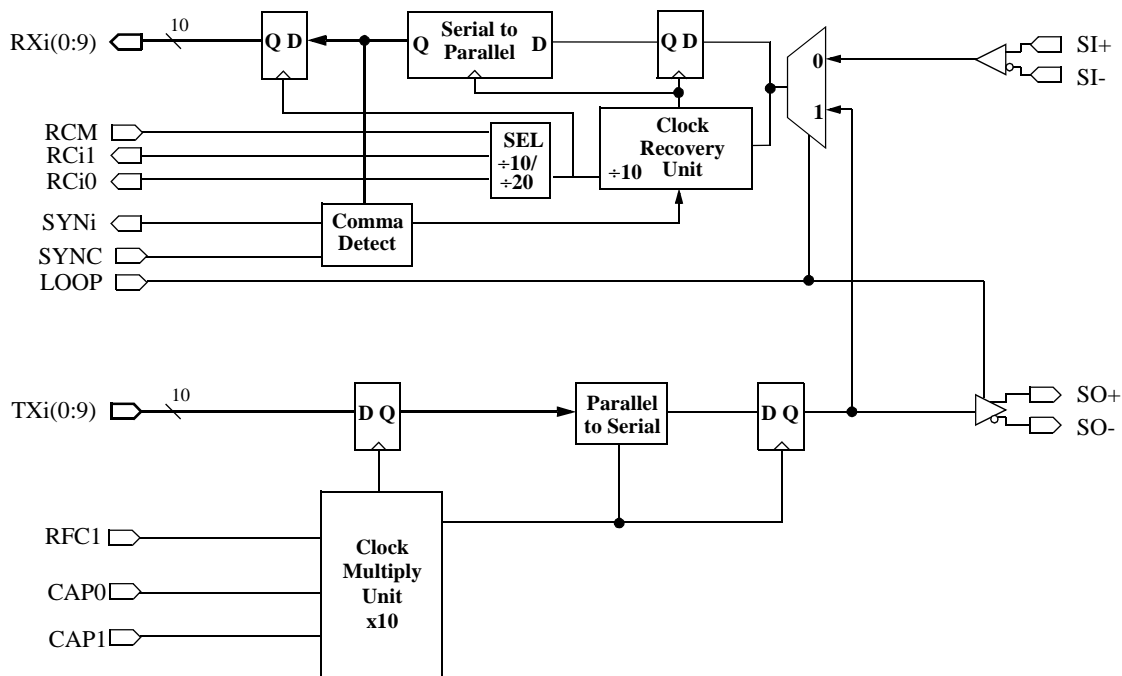 RXi(0:9)
10
Q D
Q
Serial to
Parallel
D
Q D
0
1
SI+
SI-
RCM
RCi1
RCi0
SEL
÷10/
÷20
÷10
Clock
Recovery
Unit
SYNi
SYNC
LOOP
Comma
Detect
TXi(0:9)
10
D Q
Parallel
to Serial
D Q
SO+
SO-
RFC1
CAP0
CAP1
Clock
Multiply
Unit
x10